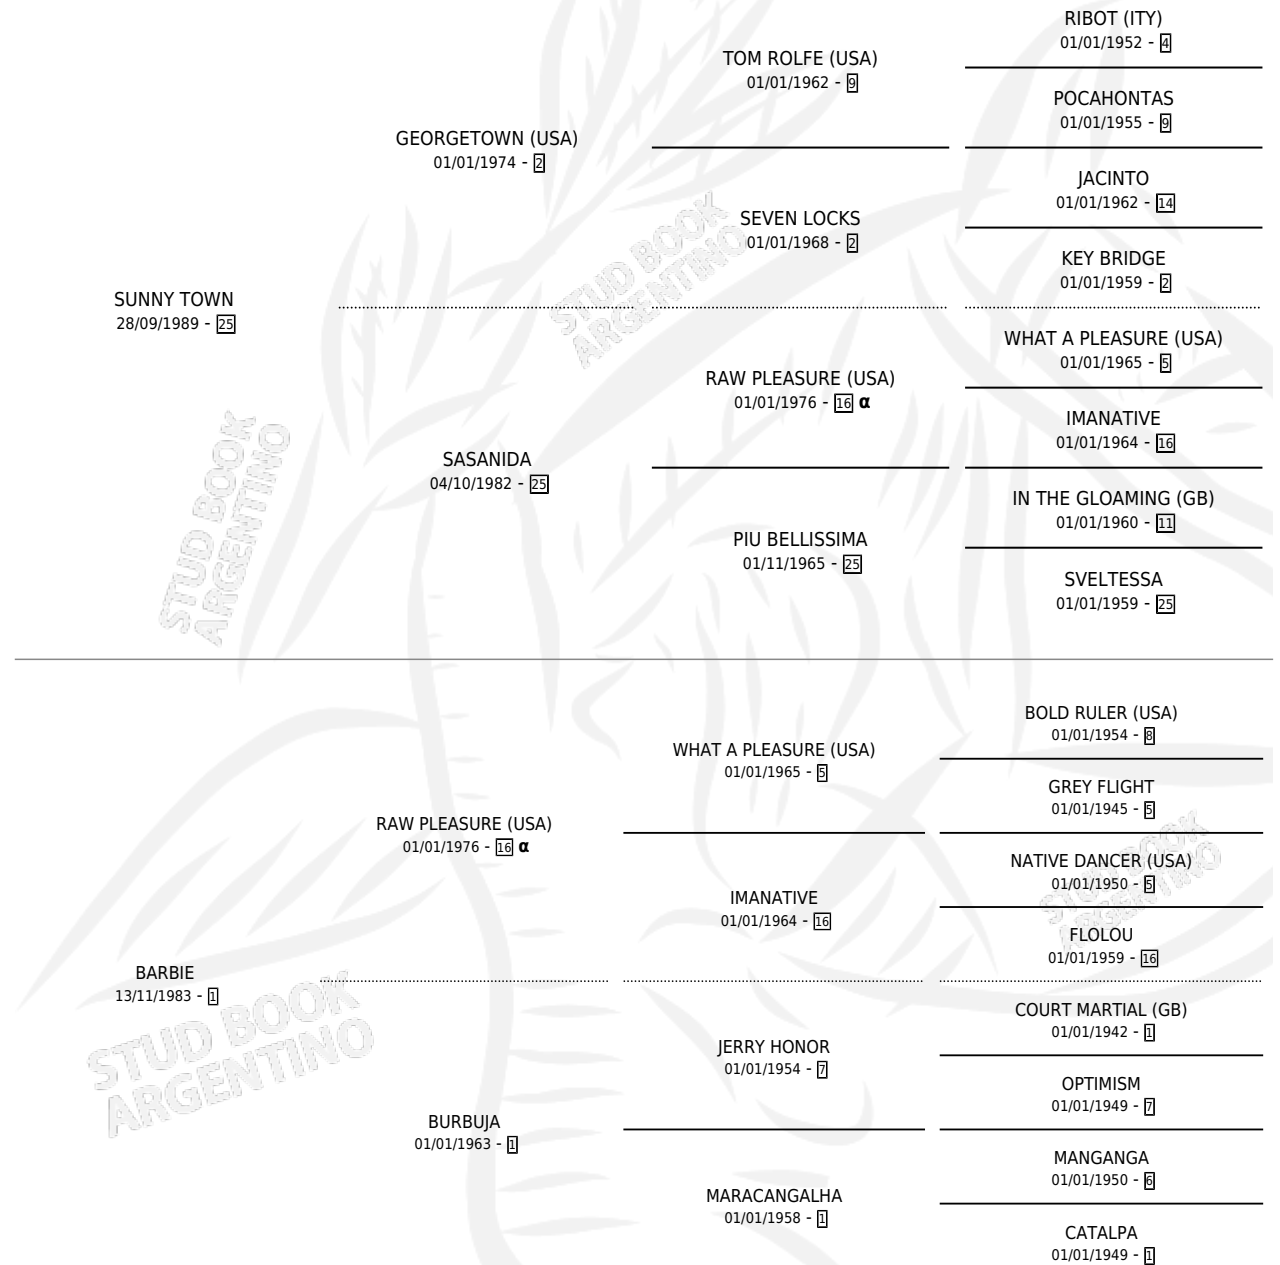 RIBOT (ITY)
01/01/1952 - 4
TOM ROLFE (USA)
01/01/1962 - 9
POCAHONTAS
01/01/1955 - 9
GEORGETOWN (USA)
01/01/1974 - 2
JACINTO
01/01/1962 - 14
SEVEN LOCKS
01/01/1968 - 2
KEY BRIDGE
01/01/1959 - 2
STUD BOOK
ARGENTINO
SUNNY TOWN
28/09/1989 - 25
WHAT A PLEASURE (USA)
01/01/1965 - 5
RAW PLEASURE (USA)
01/01/1976 - 16 α
IMANATIVE
01/01/1964 - 16
SASANIDA
04/10/1982 - 25
IN THE GLOAMING (GB)
01/01/1960 - 11
PIU BELLISSIMA
01/11/1965 - 25
SVELTESSA
01/01/1959 - 25
STUD BOOK
ARGENTINO
BOLD RULER (USA)
01/01/1954 - 8
WHAT A PLEASURE (USA)
01/01/1965 - 5
GREY FLIGHT
01/01/1945 - 5
RAW PLEASURE (USA)
01/01/1976 - 16 α
NATIVE DANCER (USA)
01/01/1950 - 5
IMANATIVE
01/01/1964 - 16
FLOLOU
01/01/1959 - 16
STUD BOOK
ARGENTINO
BARBIE
13/11/1983 - 1
COURT MARTIAL (GB)
01/01/1942 - 1
JERRY HONOR
01/01/1954 - 7
OPTIMISM
01/01/1949 - 7
BURBUJA
01/01/1963 - 1
MANGANGA
01/01/1950 - 6
MARACANGALHA
01/01/1958 - 1
CATALPA
01/01/1949 - 1
STUD BOOK
ARGENTINO